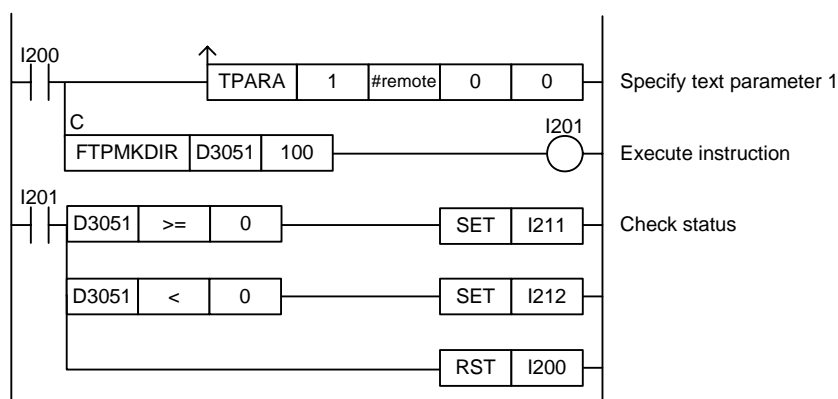 I200
TPARA 1 #remote 0 0 Specify text parameter 1
C I201
FTPMKDIR D3051 100 Execute instruction
I201
D3051 >= 0 SET I211 Check status
D3051 < 0 SET I212
RST I200